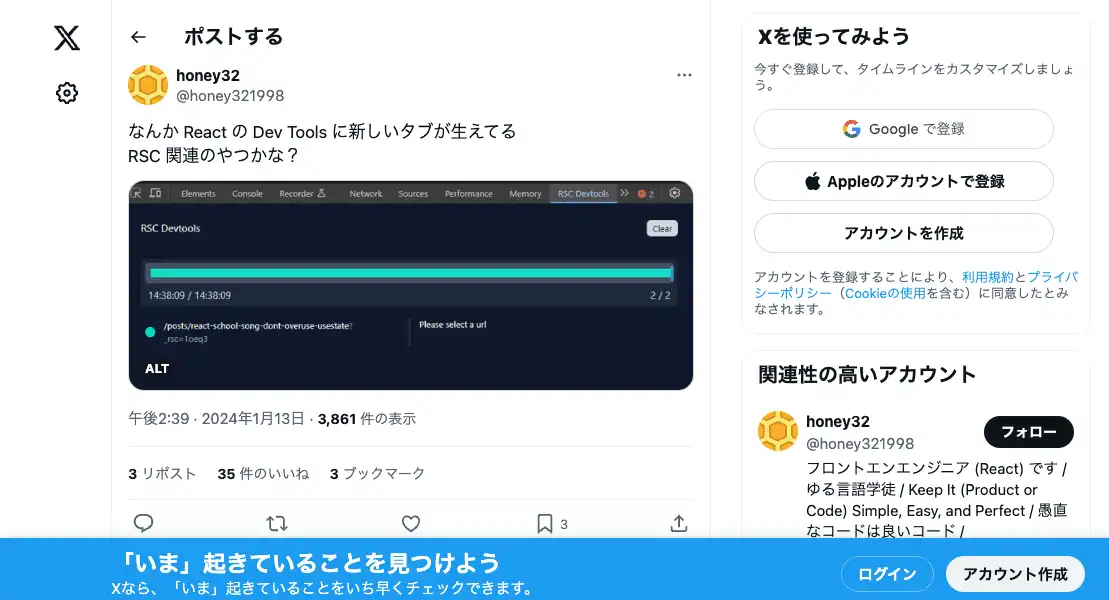 ポストする
honey32
@honey321998
なんか React の Dev Tools に新しいタブが生えてる
RSC 関連のやつかな？
Elements Console Recorder Network Sources Performance Memory RSC Devtools 2
RSC Devtools
Clear
14:38:09 / 14:38:09
2 / 2
/posts/react-school-song-dont-overuse-usestate?
_rsc=1oeq3
Please select a url
ALT
午後2:39 · 2024年1月13日 · 3,861 件の表示
3 リポスト 35 件のいいね 3 ブックマーク
3
Xを使ってみよう
今すぐ登録して、タイムラインをカスタマイズしましょ
う。
Google で登録
Appleのアカウントで登録
アカウントを作成
アカウントを登録することにより、利用規約とプライバ
シーポリシー（Cookieの使用を含む）に同意したとみ
なされます。
関連性の高いアカウント
honey32
@honey321998
フォロー
フロントエンエンジニア (React) です /
ゆる言語学徒 / Keep It (Product or
Code) Simple, Easy, and Perfect / 愚直
なコードは良いコード /
「いま」起きていることを見つけよう
Xなら、「いま」起きていることをいち早くチェックできます。
ログイン
アカウント作成